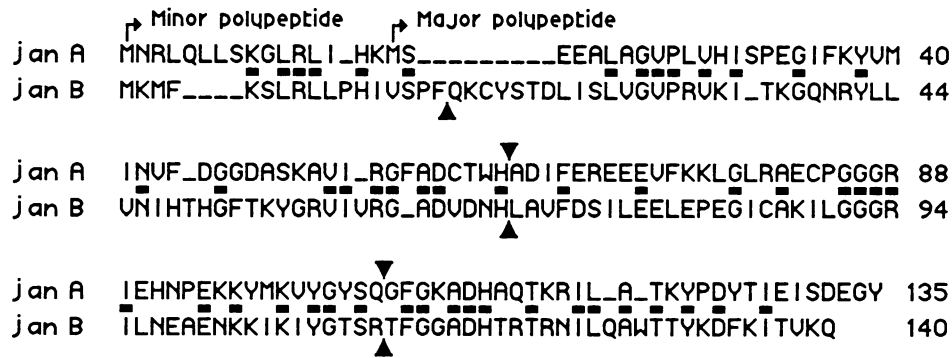 Minor polypeptide Major polypeptide
jan A MNRLQLLSKGLRLI_HKMS_________EEALAGVPLVHISPEGIFKYVM 40
jan B MKMF____KSLRLLPHIVSPFQKCYSTDLISLVGVPRVKI_TKGQNRYLL 44
jan A INVF_DGGDASKAVI_RGFADCTWHADIFEREEEVFKKLGLRAECPGGGR 88
jan B VNIHTHGFTKYGRVIVRG_ADVDNHLAVFDSILEELEPEGICAKILGGGR 94
jan A IEHNPEKKYMKVYGYSQGFGKADHAQTKRIL_A_TKYPDYTIEISDEGY 135
jan B ILNEAENKKIKIYGTSRTFGGADHTRTRNILQAWTTYKDFKITVKQ 140